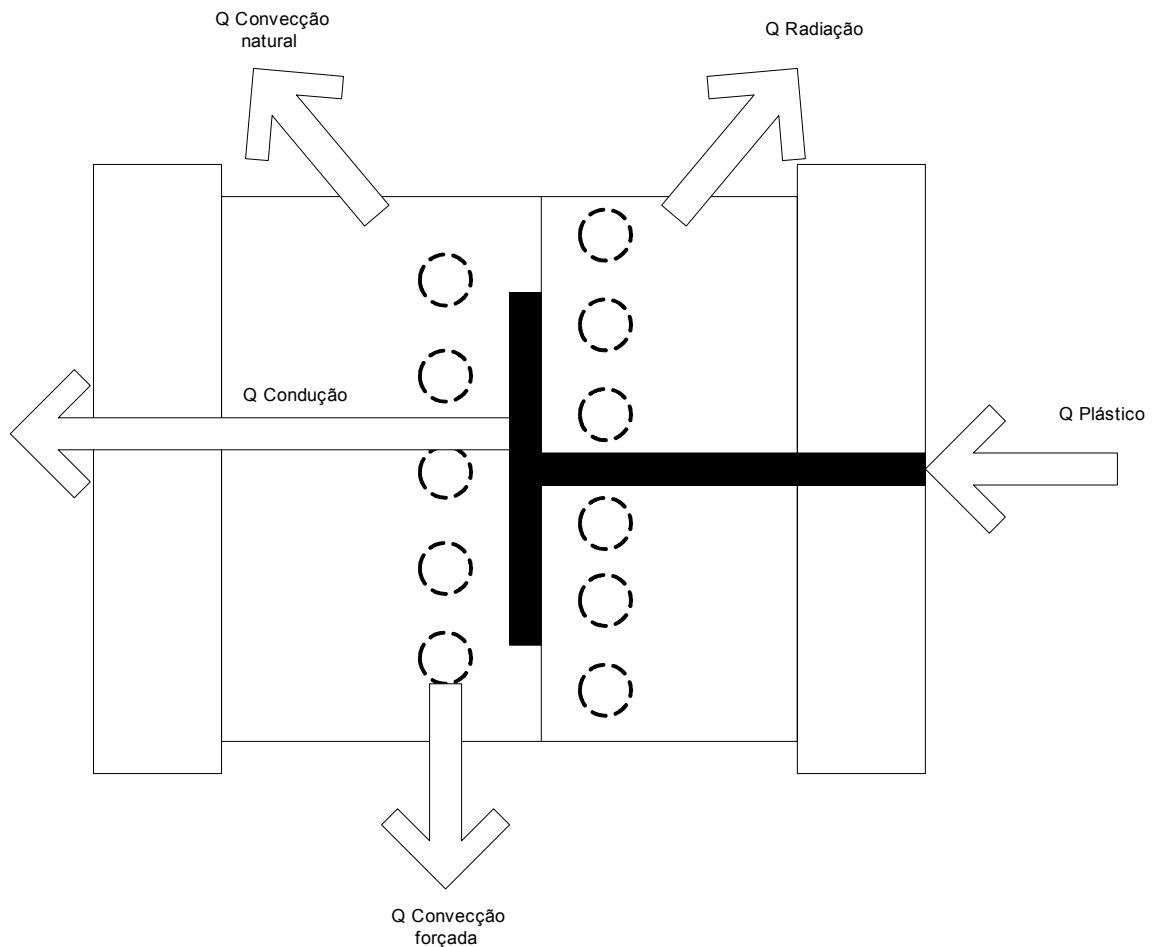 Q Convecção
natural
Q Radiação
Q Condução
Q Plástico
Q Convecção
forçada